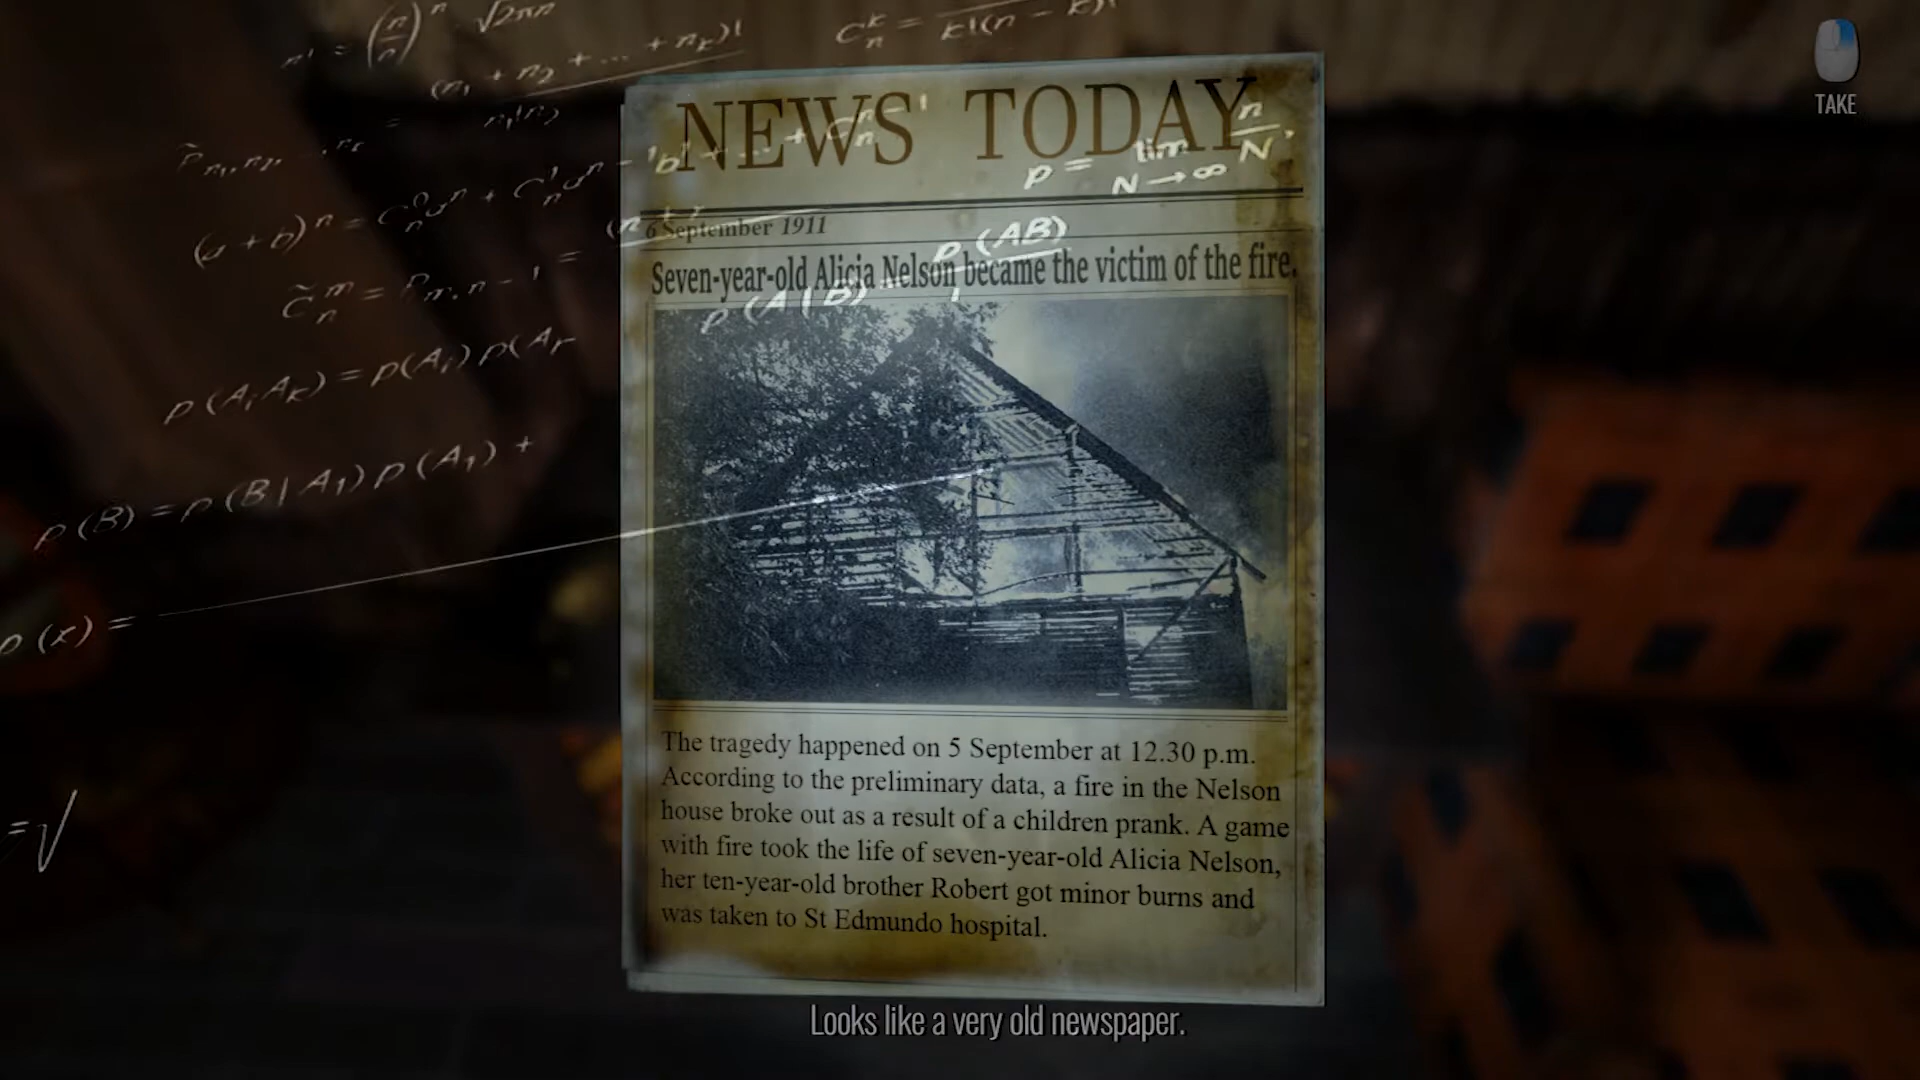 TAKE
NEWS TODAY
6 September 1911
Seven-year-old Alicia Nelson became the victim of the fire.
The tragedy happened on 5 September at 12.30 p.m.
According to the preliminary data, a fire in the Nelson
house broke out as a result of a children prank. A game
with fire took the life of seven-year-old Alicia Nelson,
her ten-year-old brother Robert got minor burns and
was taken to St Edmundo hospital.
Looks like a very old newspaper.
(n₁ + n₂ + ... + nₖ)!
p = lim n/N
N → ∞
p(AB)
p(A|B) =
p(B) = p(B|A₁)p(A₁) +
p(x) =
=√